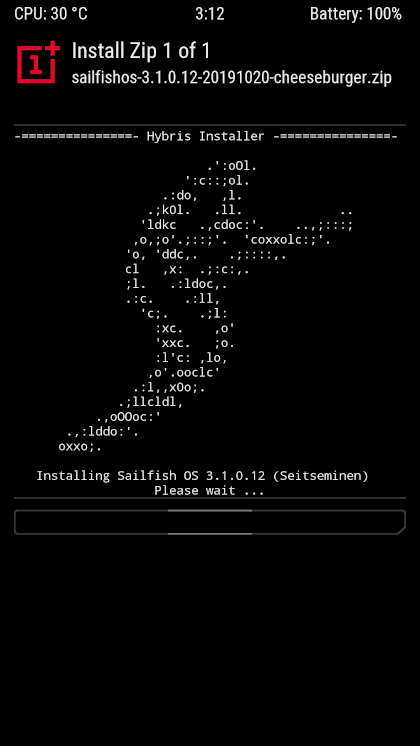 CPU: 30 °C 3:12 Battery: 100%
Install Zip 1 of 1
sailfishos-3.1.0.12-20191020-cheeseburger.zip
-===============- Hybris Installer -===============-
.':oOl.
':c::;ol.
.:do,   ,l.
.;kOl.   .ll.             ..
'ldkc   .,cdoc:'.    ..,;:::;
,o,;o'.;::;'.  'coxxolc:;'.
'o, 'ddc,.    .;::::,.
cl   ,x:  .;:c:,.
;l.   .:ldoc,.
.:c.    .:ll,
'c;.    .;l:
:xc.    ,o'
'xxc.   ;o.
:l'c: ,lo,
,o'.ooclc'
.:l,,xOo;.
.;llcldl,
.,oOOoc:'
.,:lddo:'.
oxxo;.
Installing Sailfish OS 3.1.0.12 (Seitseminen)
Please wait ...